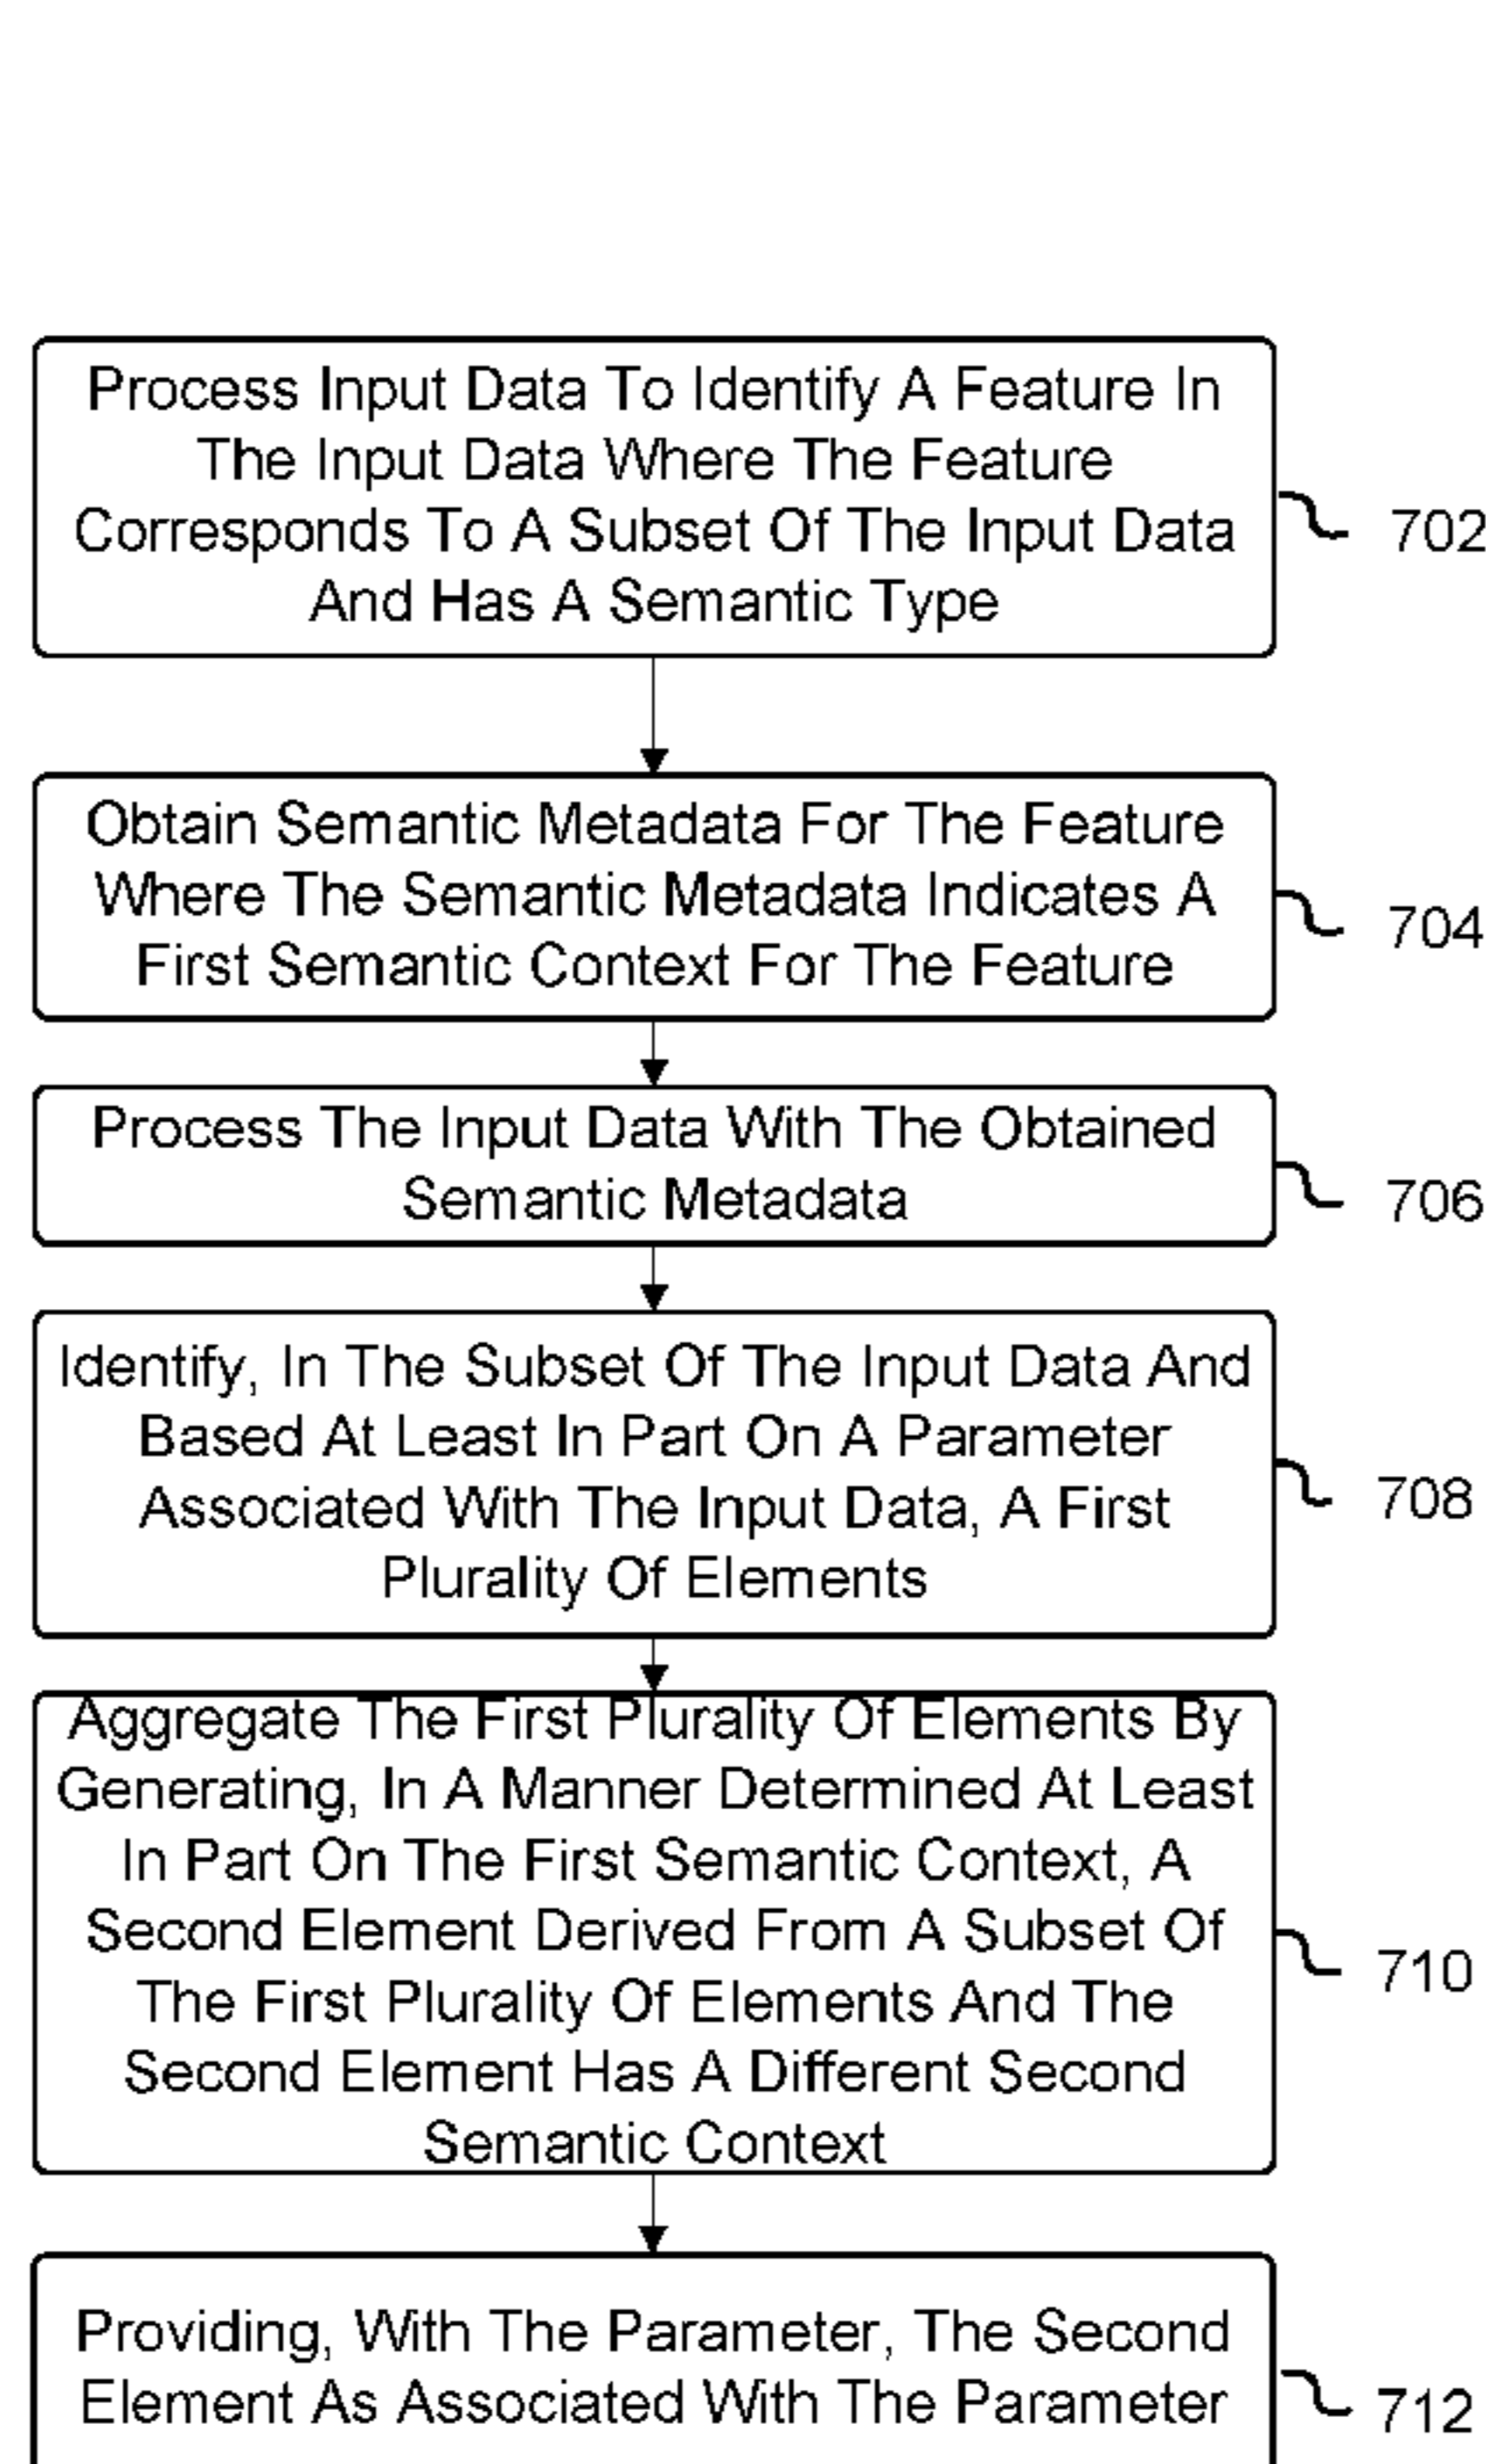 Process Input Data To Identify A Feature In
The Input Data Where The Feature
Corresponds To A Subset Of The Input Data
And Has A Semantic Type
702
Obtain Semantic Metadata For The Feature
Where The Semantic Metadata Indicates A
First Semantic Context For The Feature
704
Process The Input Data With The Obtained
Semantic Metadata
706
Identify, In The Subset Of The Input Data And
Based At Least In Part On A Parameter
Associated With The Input Data, A First
Plurality Of Elements
708
Aggregate The First Plurality Of Elements By
Generating, In A Manner Determined At Least
In Part On The First Semantic Context, A
Second Element Derived From A Subset Of
The First Plurality Of Elements And The
Second Element Has A Different Second
Semantic Context
710
Providing, With The Parameter, The Second
Element As Associated With The Parameter
712